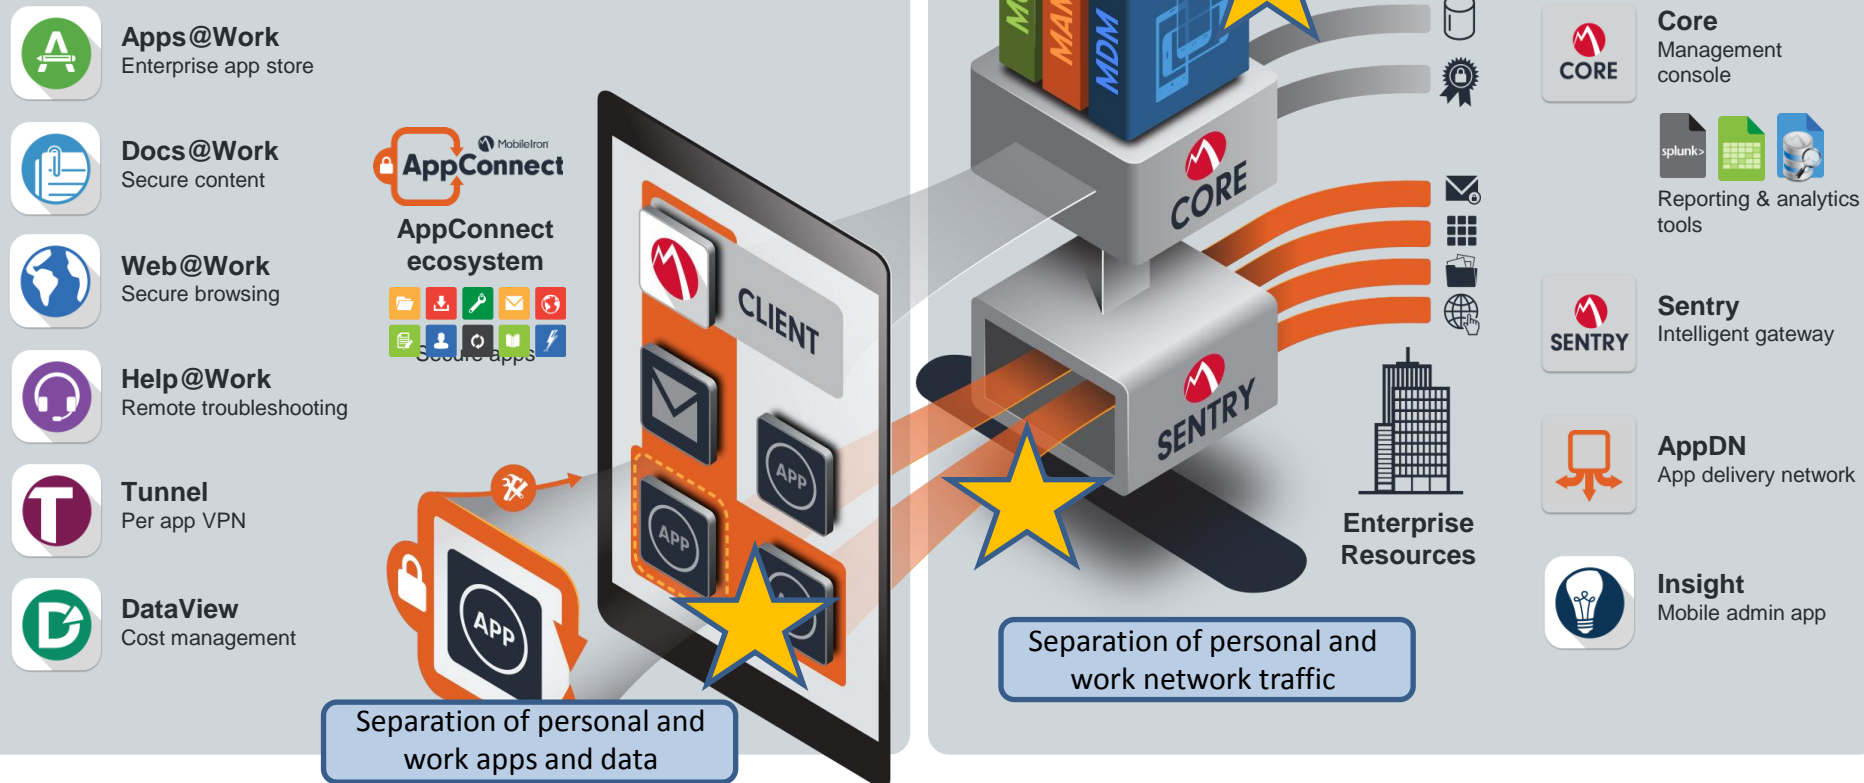 Apps@Work
Enterprise app store
Docs@Work
Secure content
Web@Work
Secure browsing
Help@Work
Remote troubleshooting
Tunnel
Per app VPN
DataView
Cost management
MobileIron
AppConnect
AppConnect
ecosystem
Secure apps
CLIENT
APP
APP
APP
Separation of personal and
work apps and data
MAM
MDM
CORE
SENTRY
Enterprise
Resources
Separation of personal and
work network traffic
CORE
Core
Management
console
splunk>
Reporting & analytics
tools
SENTRY
Sentry
Intelligent gateway
AppDN
App delivery network
Insight
Mobile admin app